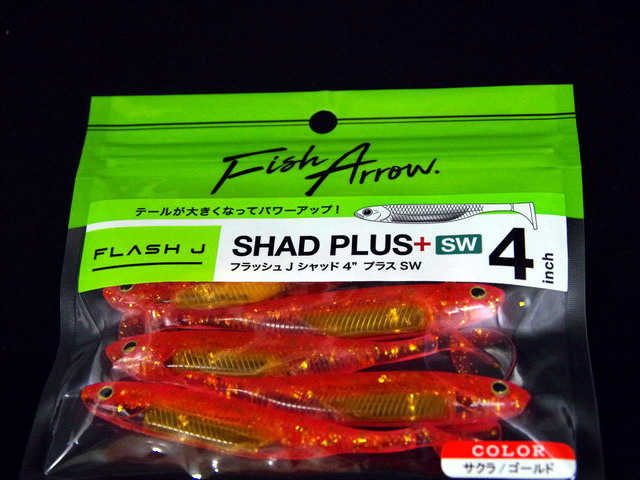 Fish Arrow.
テールが大きくなってパワーアップ！
FLASH J
SHAD PLUS+ SW 4 inch
フラッシュ J シャッド 4" プラス SW
COLOR
サクラ / ゴールド